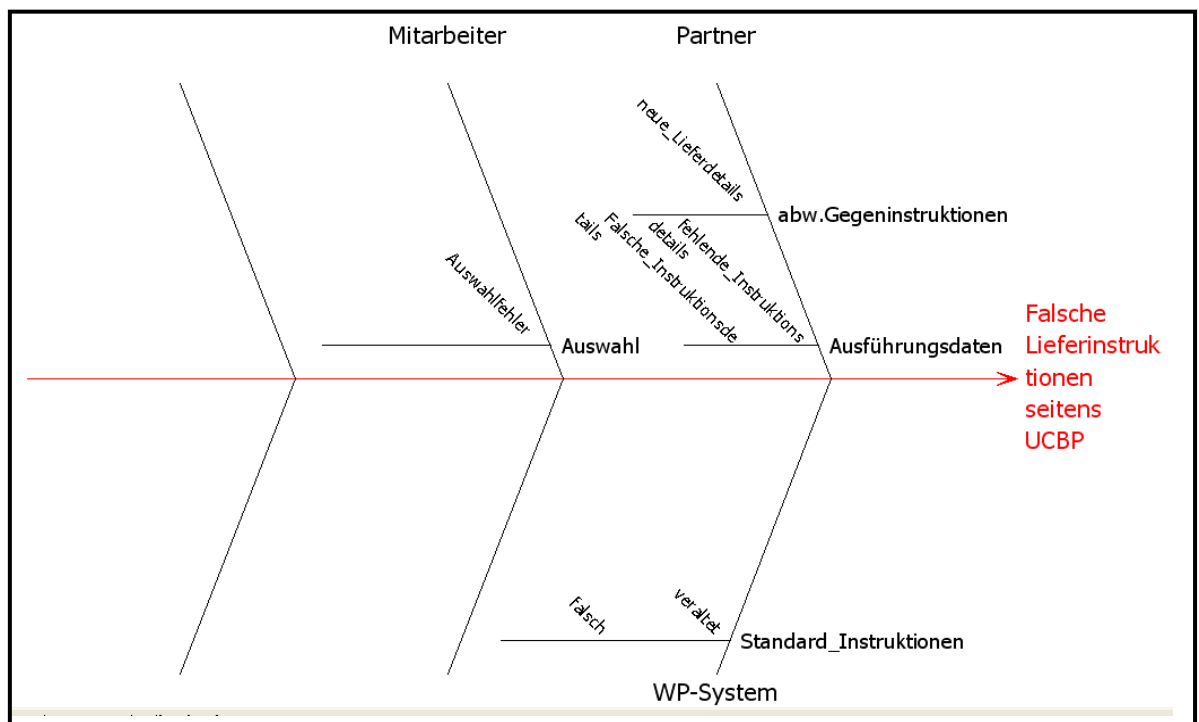 Mitarbeiter
Partner
neue_Lieferdetails
abw.Gegeninstruktionen
fehlende_Instruktions
details
Falsche_Instruktionsde
tails
Auswahlfehler
Auswahl
Ausführungsdaten
Falsche
Lieferinstruk
tionen
seitens
UCBP
falsch
veraltet
Standard_Instruktionen
WP-System